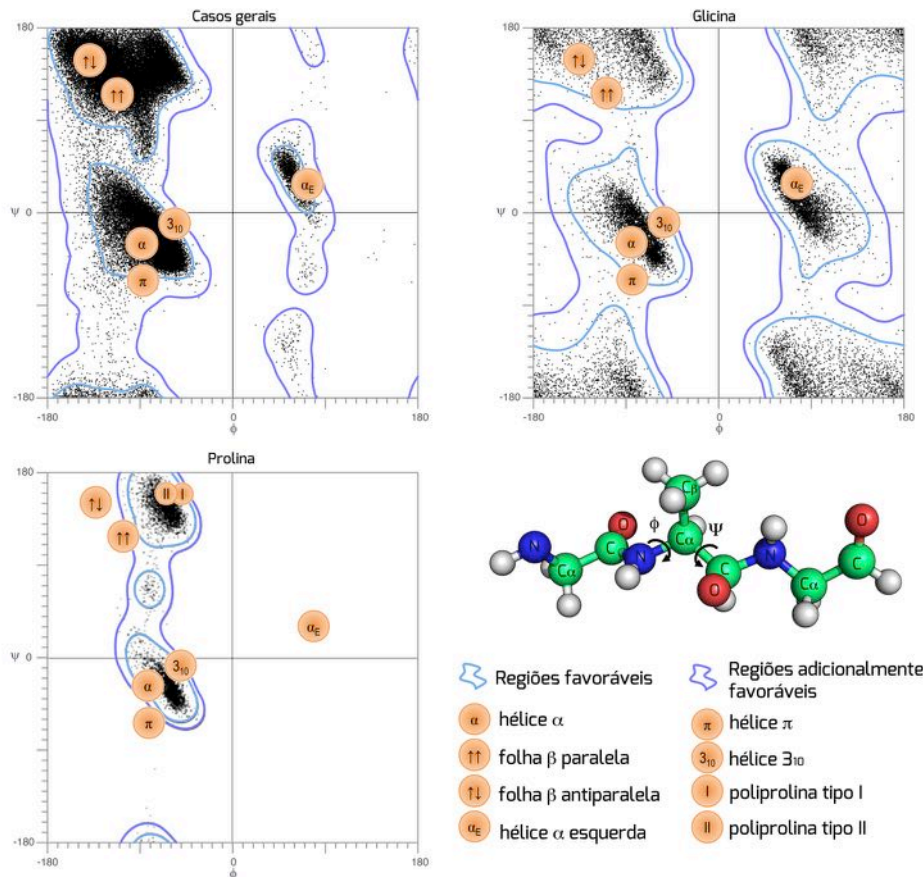 Casos gerais
180
↑↓
↑↑
αE
Ψ 0
3₁₀
α
π
-180
-180
0
180
ϕ
Glicina
180
↑↓
↑↑
αE
Ψ 0
3₁₀
α
π
-180
-180
0
180
ϕ
Prolina
180
II I
↑↓
↑↑
αE
Ψ 0
3₁₀
α
π
-180
-180
0
180
ϕ
Cβ
O ϕ Cα Ψ O
N C N N C
Cα C Cα
O
Regiões favoráveis
α hélice α
↑↑ folha β paralela
↑↓ folha β antiparalela
αE hélice α esquerda
Regiões adicionalmente
favoráveis
π hélice π
3₁₀ hélice 3₁₀
I poliprolina tipo I
II poliprolina tipo II